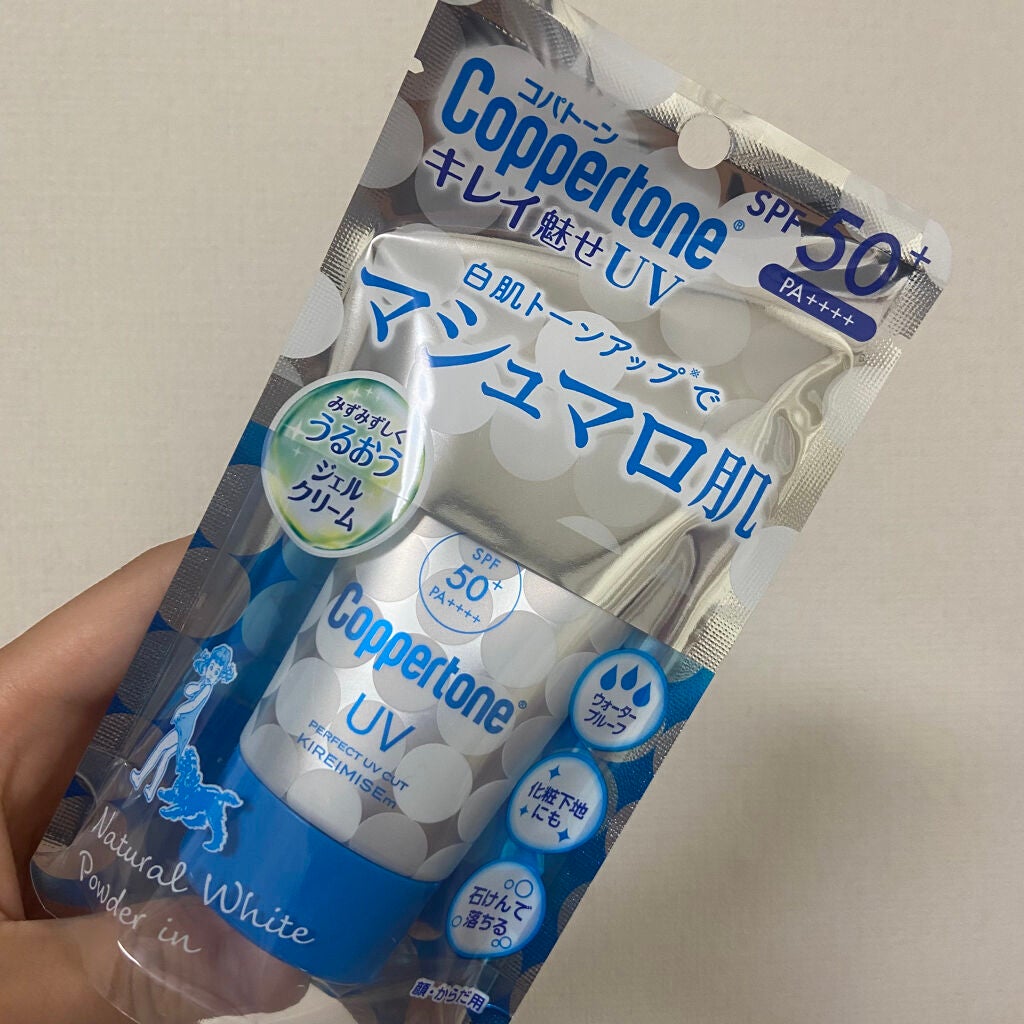 コパトーン
Coppertone®
キレイ魅せUV
SPF 50+
PA++++
白肌トーンアップ※で
マシュマロ肌
みずみずしく
うるおう
ジェル
クリーム
SPF
50+
PA++++
Coppertone®
UV
PERFECT UV CUT
KIREIMISE m
ウォーター
プルーフ
化粧下地
にも
石けんで
落ちる
Natural White
Powder in
顔・からだ用